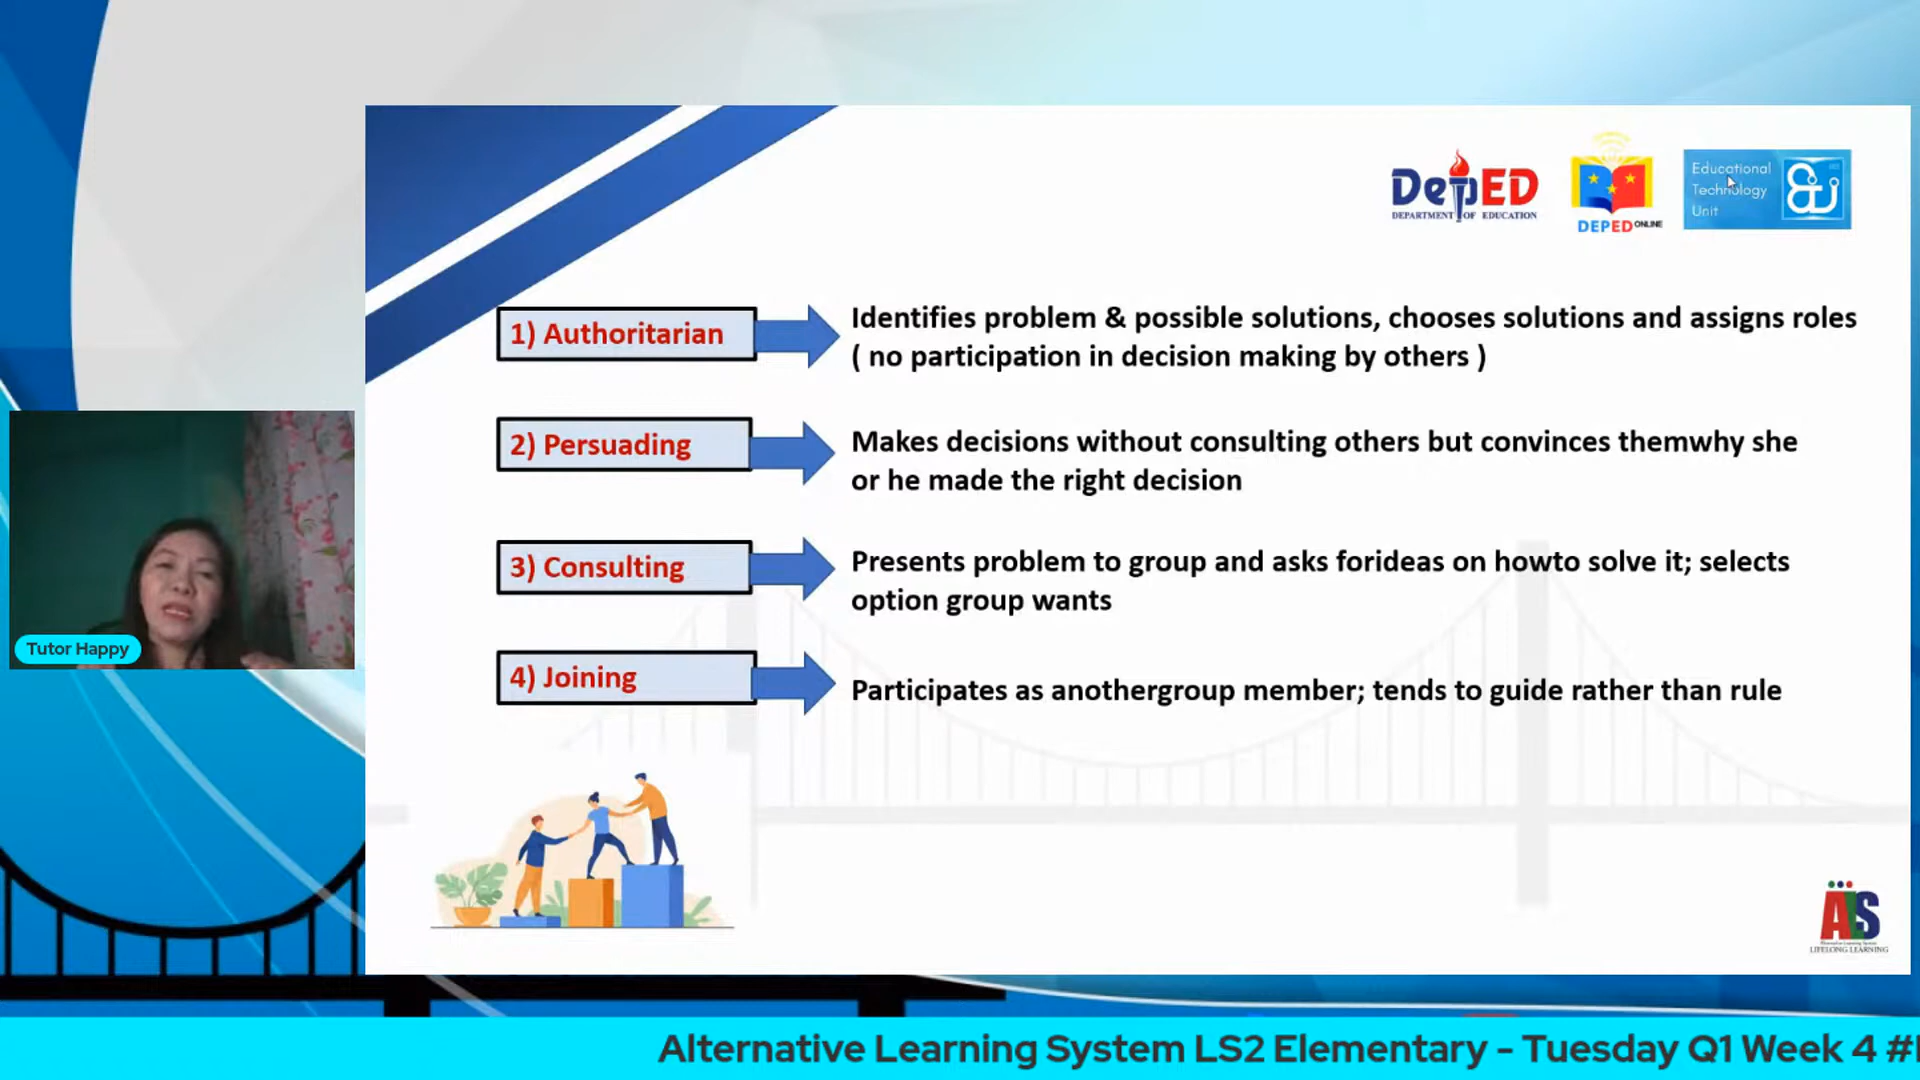 DepED
DEPARTMENT OF EDUCATION
DEPED ONLINE
Educational
Technology
Unit
1) Authoritarian
Identifies problem & possible solutions, chooses solutions and assigns roles
( no participation in decision making by others )
2) Persuading
Makes decisions without consulting others but convinces themwhy she
or he made the right decision
3) Consulting
Presents problem to group and asks forideas on howto solve it; selects
option group wants
Tutor Happy
4) Joining
Participates as anothergroup member; tends to guide rather than rule
ALS
Alternative Learning System
LIFELONG LEARNING
Alternative Learning System LS2 Elementary - Tuesday Q1 Week 4 #